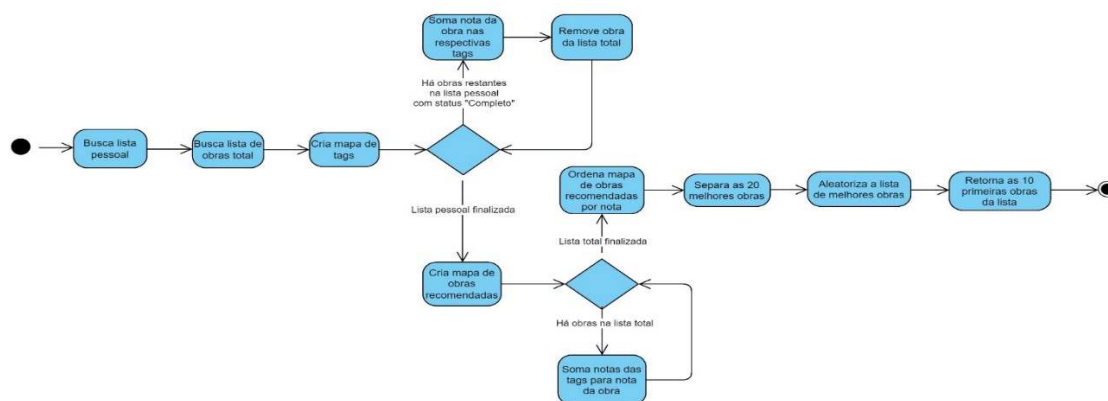 Busca lista
pessoal
Busca lista de
obras total
Cria mapa de
tags
Soma nota da
obra nas
respectivas
tags
Remove obra
da lista total
Há obras restantes
na lista pessoal
com status "Completo"
Lista pessoal finalizada
Cria mapa de
obras
recomendadas
Há obras na lista total
Soma notas das
tags para nota
da obra
Lista total finalizada
Ordena mapa
de obras
recomendadas
por nota
Separa as 20
melhores obras
Aleatoriza a lista
de melhores obras
Retorna as 10
primeiras obras
da lista